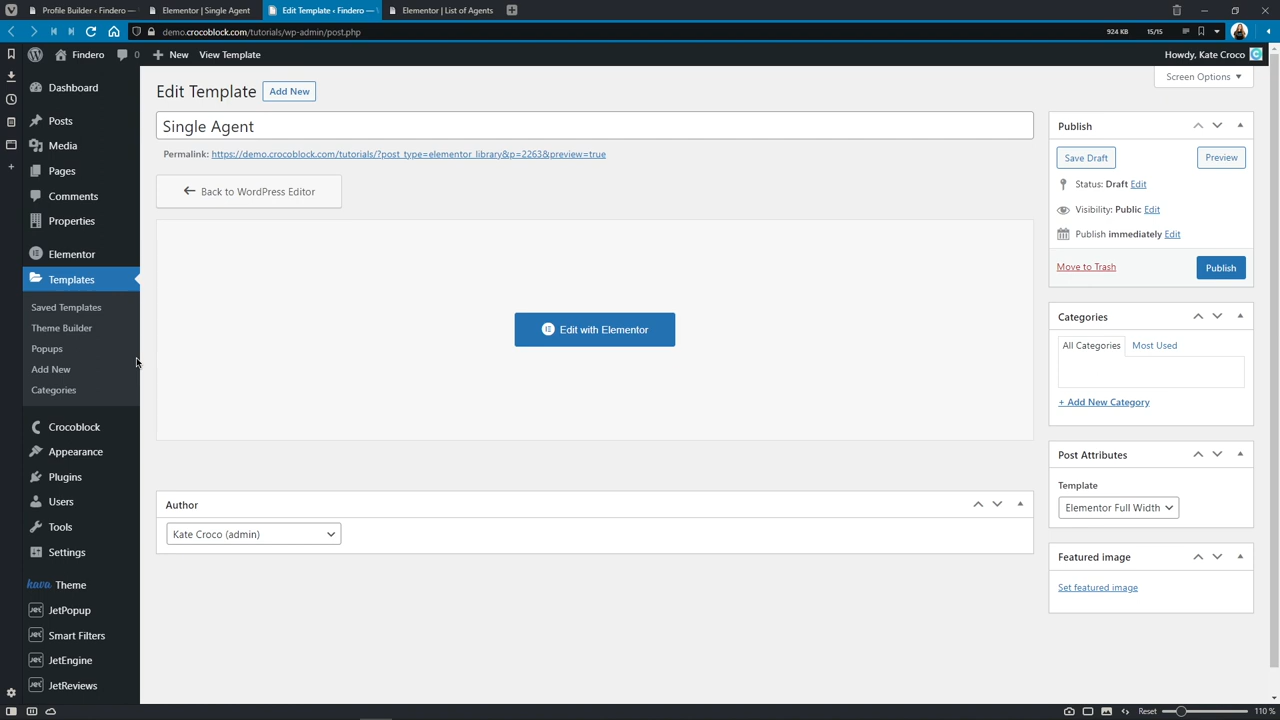 Profile Builder ‹ Findero —
Elementor | Single Agent
Edit Template ‹ Findero —
Elementor | List of Agents
demo.crocoblock.com/tutorials/wp-admin/post.php
924 KB
15/15
Findero
0
New
View Template
Howdy, Kate Croco
Screen Options
Dashboard
Posts
Media
Pages
Comments
Properties
Elementor
Templates
Saved Templates
Theme Builder
Popups
Add New
Categories
Crocoblock
Appearance
Plugins
Users
Tools
Settings
kava Theme
JetPopup
Smart Filters
JetEngine
JetReviews
Edit Template
Add New
Single Agent
Permalink: https://demo.crocoblock.com/tutorials/?post_type=elementor_library&p=2263&preview=true
Back to WordPress Editor
Edit with Elementor
Author
Kate Croco (admin)
Publish
Save Draft
Preview
Status: Draft Edit
Visibility: Public Edit
Publish immediately Edit
Move to Trash
Publish
Categories
All Categories
Most Used
+ Add New Category
Post Attributes
Template
Elementor Full Width
Featured image
Set featured image
Reset
110 %